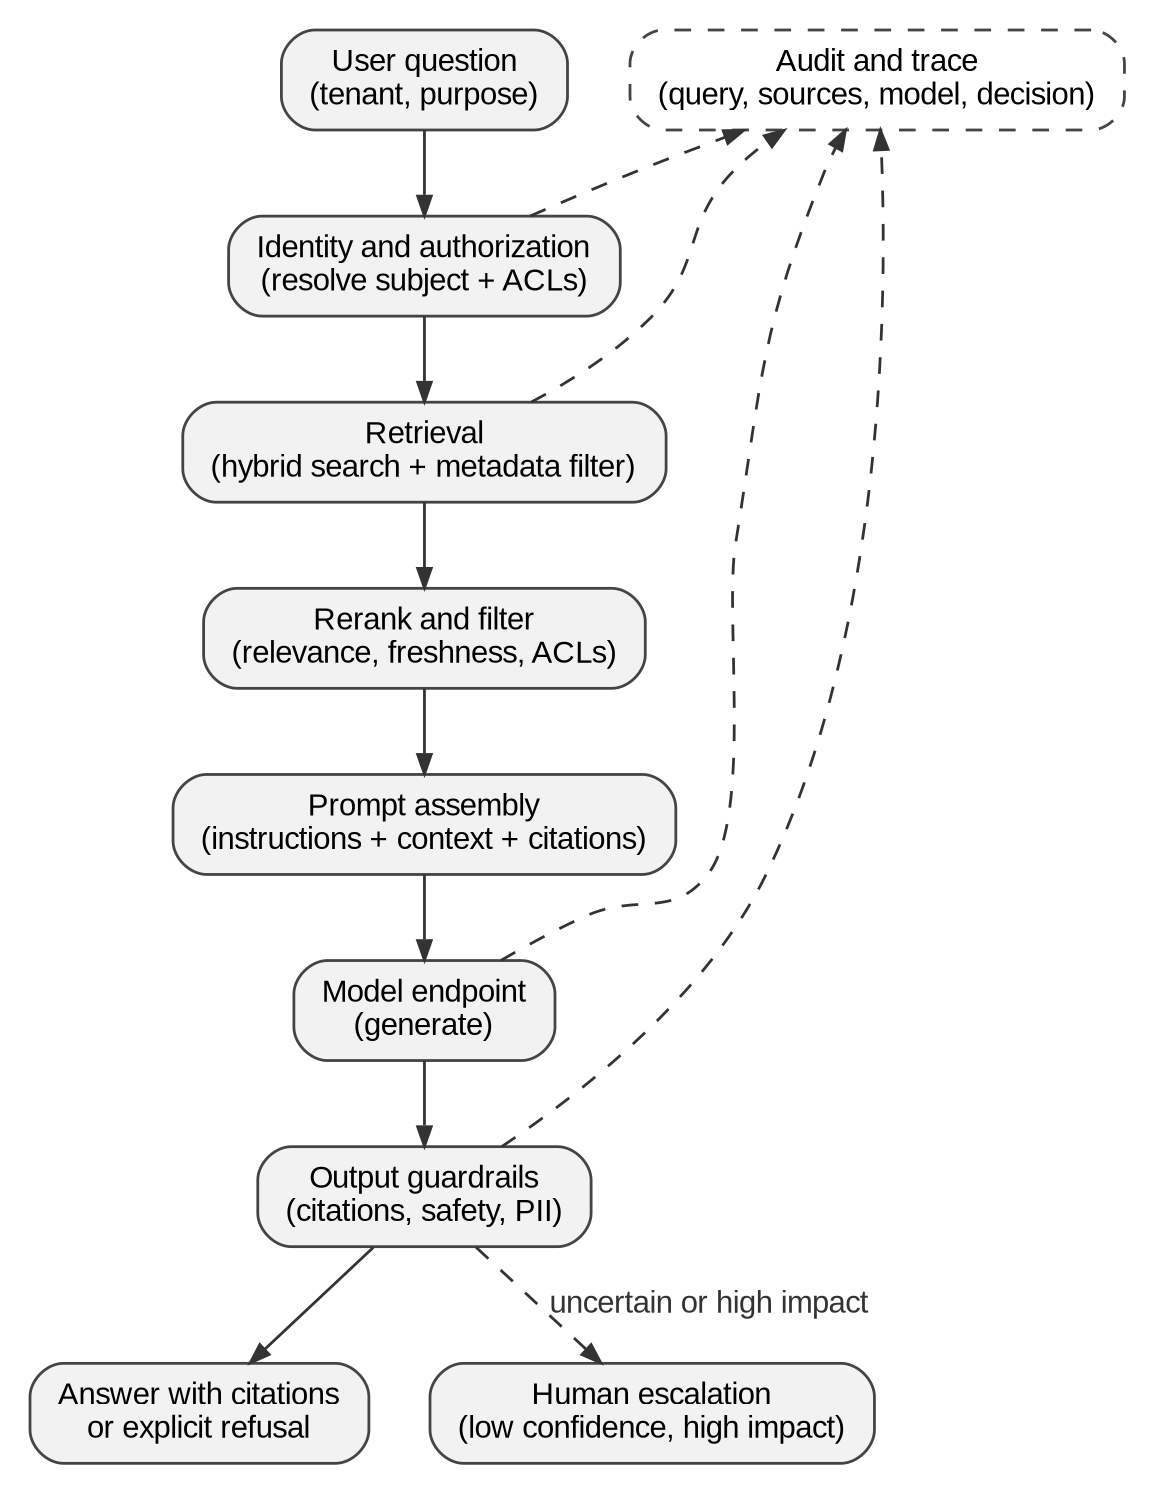 User question
(tenant, purpose)
Audit and trace
(query, sources, model, decision)
Identity and authorization
(resolve subject + ACLs)
Retrieval
(hybrid search + metadata filter)
Rerank and filter
(relevance, freshness, ACLs)
Prompt assembly
(instructions + context + citations)
Model endpoint
(generate)
Output guardrails
(citations, safety, PII)
uncertain or high impact
Answer with citations
or explicit refusal
Human escalation
(low confidence, high impact)